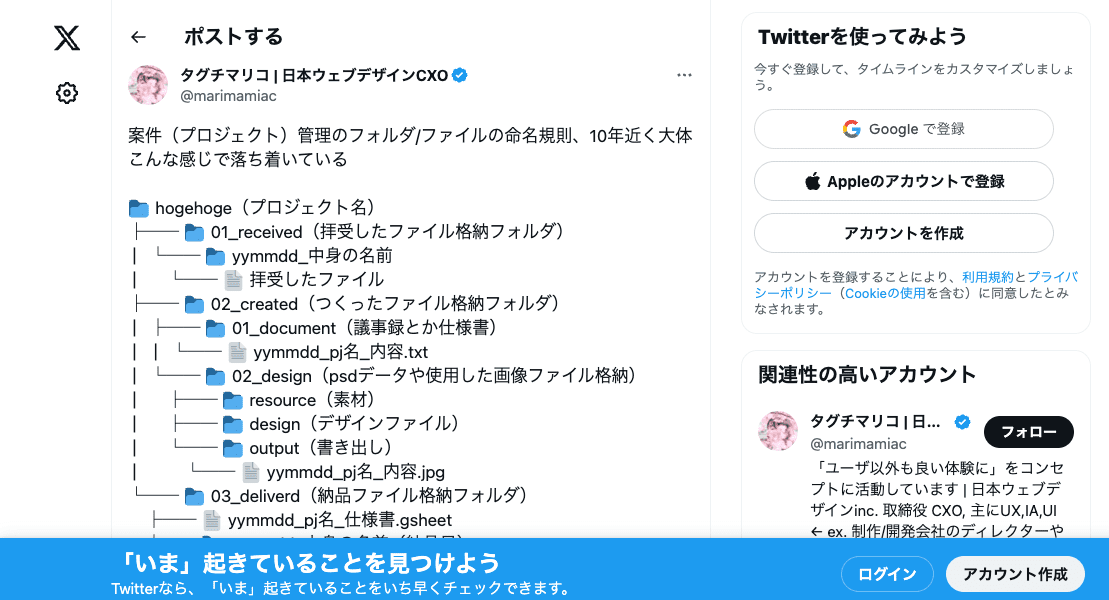 ポストする
タグチマリコ | 日本ウェブデザインCXO
@marimamiac
案件（プロジェクト）管理のフォルダ/ファイルの命名規則、10年近く大体
こんな感じで落ち着いている
hogehoge（プロジェクト名）
├── 01_received（拝受したファイル格納フォルダ）
|  └── yymmdd_中身の名前
|    └── 拝受したファイル
├── 02_created（つくったファイル格納フォルダ）
|  ├── 01_document（議事録とか仕様書）
|  |  └── yymmdd_pj名_内容.txt
|  └── 02_design（psdデータや使用した画像ファイル格納）
|    ├── resource（素材）
|    ├── design（デザインファイル）
|    └── output（書き出し）
|      └── yymmdd_pj名_内容.jpg
└── 03_deliverd（納品ファイル格納フォルダ）
  ├── yymmdd_pj名_仕様書.gsheet
Twitterを使ってみよう
今すぐ登録して、タイムラインをカスタマイズしましょ
う。
Google で登録
Appleのアカウントで登録
アカウントを作成
アカウントを登録することにより、利用規約とプライバ
シーポリシー（Cookieの使用を含む）に同意したとみ
なされます。
関連性の高いアカウント
タグチマリコ | 日...
フォロー
@marimamiac
「ユーザ以外も良い体験に」をコンセ
プトに活動しています | 日本ウェブデ
ザインinc. 取締役 CXO, 主にUX,IA,UI
← ex. 制作/開発会社のディレクターや
「いま」起きていることを見つけよう
Twitterなら、「いま」起きていることをいち早くチェックできます。
ログイン
アカウント作成